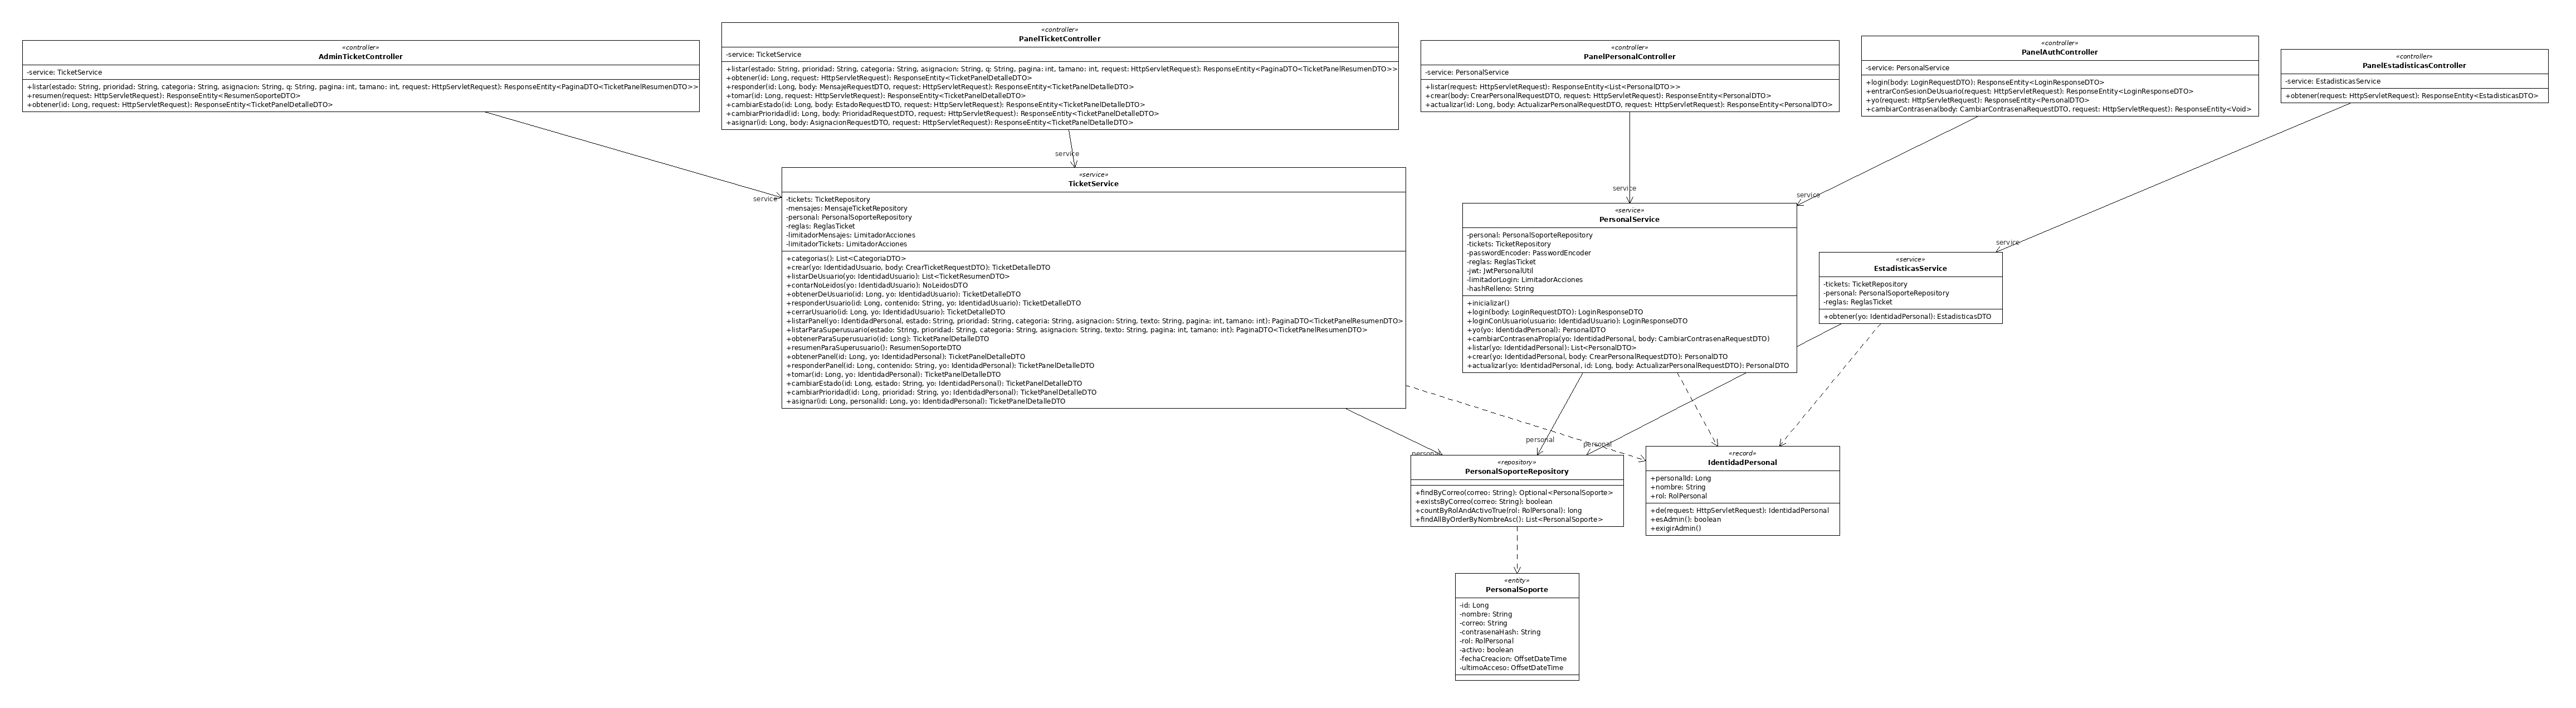 «controller»
AdminTicketController
-service: TicketService
+listar(estado: String, prioridad: String, categoria: String, asignacion: String, q: String, pagina: int, tamano: int, request: HttpServletRequest): ResponseEntity<PaginaDTO<TicketPanelResumenDTO>>
+resumen(request: HttpServletRequest): ResponseEntity<ResumenSoporteDTO>
+obtener(id: Long, request: HttpServletRequest): ResponseEntity<TicketPanelDetalleDTO>
«controller»
PanelTicketController
-service: TicketService
+listar(estado: String, prioridad: String, categoria: String, asignacion: String, q: String, pagina: int, tamano: int, request: HttpServletRequest): ResponseEntity<PaginaDTO<TicketPanelResumenDTO>>
+obtener(id: Long, request: HttpServletRequest): ResponseEntity<TicketPanelDetalleDTO>
+responder(id: Long, body: MensajeRequestDTO, request: HttpServletRequest): ResponseEntity<TicketPanelDetalleDTO>
+tomar(id: Long, request: HttpServletRequest): ResponseEntity<TicketPanelDetalleDTO>
+cambiarEstado(id: Long, body: EstadoRequestDTO, request: HttpServletRequest): ResponseEntity<TicketPanelDetalleDTO>
+cambiarPrioridad(id: Long, body: PrioridadRequestDTO, request: HttpServletRequest): ResponseEntity<TicketPanelDetalleDTO>
+asignar(id: Long, body: AsignacionRequestDTO, request: HttpServletRequest): ResponseEntity<TicketPanelDetalleDTO>
«controller»
PanelPersonalController
-service: PersonalService
+listar(request: HttpServletRequest): ResponseEntity<List<PersonalDTO>>
+crear(body: CrearPersonalRequestDTO, request: HttpServletRequest): ResponseEntity<PersonalDTO>
+actualizar(id: Long, body: ActualizarPersonalRequestDTO, request: HttpServletRequest): ResponseEntity<PersonalDTO>
«controller»
PanelAuthController
-service: PersonalService
+login(body: LoginRequestDTO): ResponseEntity<LoginResponseDTO>
+entrarConSesionDeUsuario(request: HttpServletRequest): ResponseEntity<LoginResponseDTO>
+yo(request: HttpServletRequest): ResponseEntity<PersonalDTO>
+cambiarContrasena(body: CambiarContrasenaRequestDTO, request: HttpServletRequest): ResponseEntity<Void>
«controller»
PanelEstadisticasController
-service: EstadisticasService
+obtener(request: HttpServletRequest): ResponseEntity<EstadisticasDTO>
service
service
service
service
service
«service»
TicketService
-tickets: TicketRepository
-mensajes: MensajeTicketRepository
-personal: PersonalSoporteRepository
-reglas: ReglasTicket
-limitadorMensajes: LimitadorAcciones
-limitadorTickets: LimitadorAcciones
+categorias(): List<CategoriaDTO>
+crear(yo: IdentidadUsuario, body: CrearTicketRequestDTO): TicketDetalleDTO
+listarDeUsuario(yo: IdentidadUsuario): List<TicketResumenDTO>
+contarNoLeidos(yo: IdentidadUsuario): NoLeidosDTO
+obtenerDeUsuario(id: Long, yo: IdentidadUsuario): TicketDetalleDTO
+responderUsuario(id: Long, contenido: String, yo: IdentidadUsuario): TicketDetalleDTO
+cerrarUsuario(id: Long, yo: IdentidadUsuario): TicketDetalleDTO
+listarPanel(yo: IdentidadPersonal, estado: String, prioridad: String, categoria: String, asignacion: String, texto: String, pagina: int, tamano: int): PaginaDTO<TicketPanelResumenDTO>
+listarParaSuperusuario(estado: String, prioridad: String, categoria: String, asignacion: String, texto: String, pagina: int, tamano: int): PaginaDTO<TicketPanelResumenDTO>
+obtenerParaSuperusuario(id: Long): TicketPanelDetalleDTO
+resumenParaSuperusuario(): ResumenSoporteDTO
+obtenerPanel(id: Long, yo: IdentidadPersonal): TicketPanelDetalleDTO
+responderPanel(id: Long, contenido: String, yo: IdentidadPersonal): TicketPanelDetalleDTO
+tomar(id: Long, yo: IdentidadPersonal): TicketPanelDetalleDTO
+cambiarEstado(id: Long, estado: String, yo: IdentidadPersonal): TicketPanelDetalleDTO
+cambiarPrioridad(id: Long, prioridad: String, yo: IdentidadPersonal): TicketPanelDetalleDTO
+asignar(id: Long, personalId: Long, yo: IdentidadPersonal): TicketPanelDetalleDTO
«service»
PersonalService
-personal: PersonalSoporteRepository
-tickets: TicketRepository
-passwordEncoder: PasswordEncoder
-reglas: ReglasTicket
-jwt: JwtPersonalUtil
-limitadorLogin: LimitadorAcciones
-hashRelleno: String
+inicializar()
+login(body: LoginRequestDTO): LoginResponseDTO
+loginConUsuario(usuario: IdentidadUsuario): LoginResponseDTO
+yo(yo: IdentidadPersonal): PersonalDTO
+cambiarContrasenaPropia(yo: IdentidadPersonal, body: CambiarContrasenaRequestDTO)
+listar(yo: IdentidadPersonal): List<PersonalDTO>
+crear(yo: IdentidadPersonal, body: CrearPersonalRequestDTO): PersonalDTO
+actualizar(yo: IdentidadPersonal, id: Long, body: ActualizarPersonalRequestDTO): PersonalDTO
«service»
EstadisticasService
-tickets: TicketRepository
-personal: PersonalSoporteRepository
-reglas: ReglasTicket
+obtener(yo: IdentidadPersonal): EstadisticasDTO
personal
personal
personal
«repository»
PersonalSoporteRepository
+findByCorreo(correo: String): Optional<PersonalSoporte>
+existsByCorreo(correo: String): boolean
+countByRolAndActivoTrue(rol: RolPersonal): long
+findAllByOrderByNombreAsc(): List<PersonalSoporte>
«record»
IdentidadPersonal
+personalId: Long
+nombre: String
+rol: RolPersonal
+de(request: HttpServletRequest): IdentidadPersonal
+esAdmin(): boolean
+exigirAdmin()
«entity»
PersonalSoporte
-id: Long
-nombre: String
-correo: String
-contrasenaHash: String
-rol: RolPersonal
-activo: boolean
-fechaCreacion: OffsetDateTime
-ultimoAcceso: OffsetDateTime